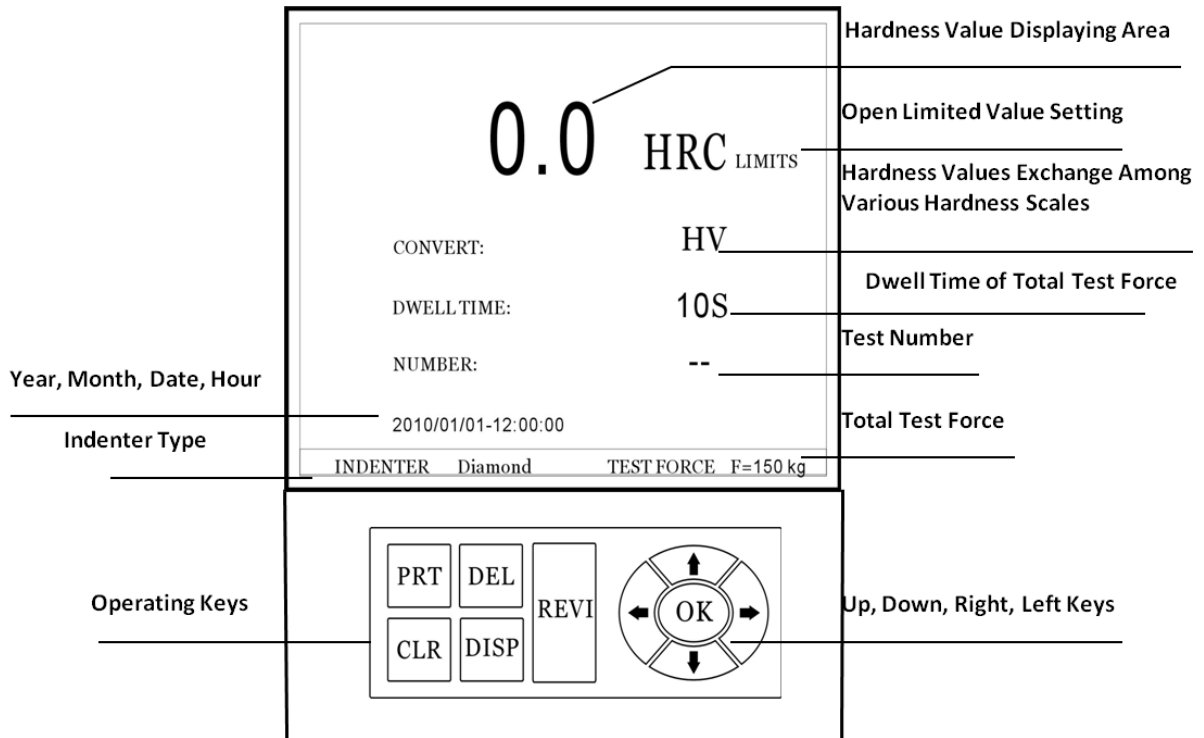 Hardness Value Displaying Area
0.0 HRC LIMITS
Open Limited Value Setting
Hardness Values Exchange Among
Various Hardness Scales
CONVERT: HV
Dwell Time of Total Test Force
DWELL TIME: 10S
Test Number
NUMBER: --
Year, Month, Date, Hour
2010/01/01-12:00:00
Total Test Force
Indenter Type
INDENTER Diamond TEST FORCE F=150 kg
PRT DEL
REVI
OK
CLR DISP
Operating Keys
Up, Down, Right, Left Keys